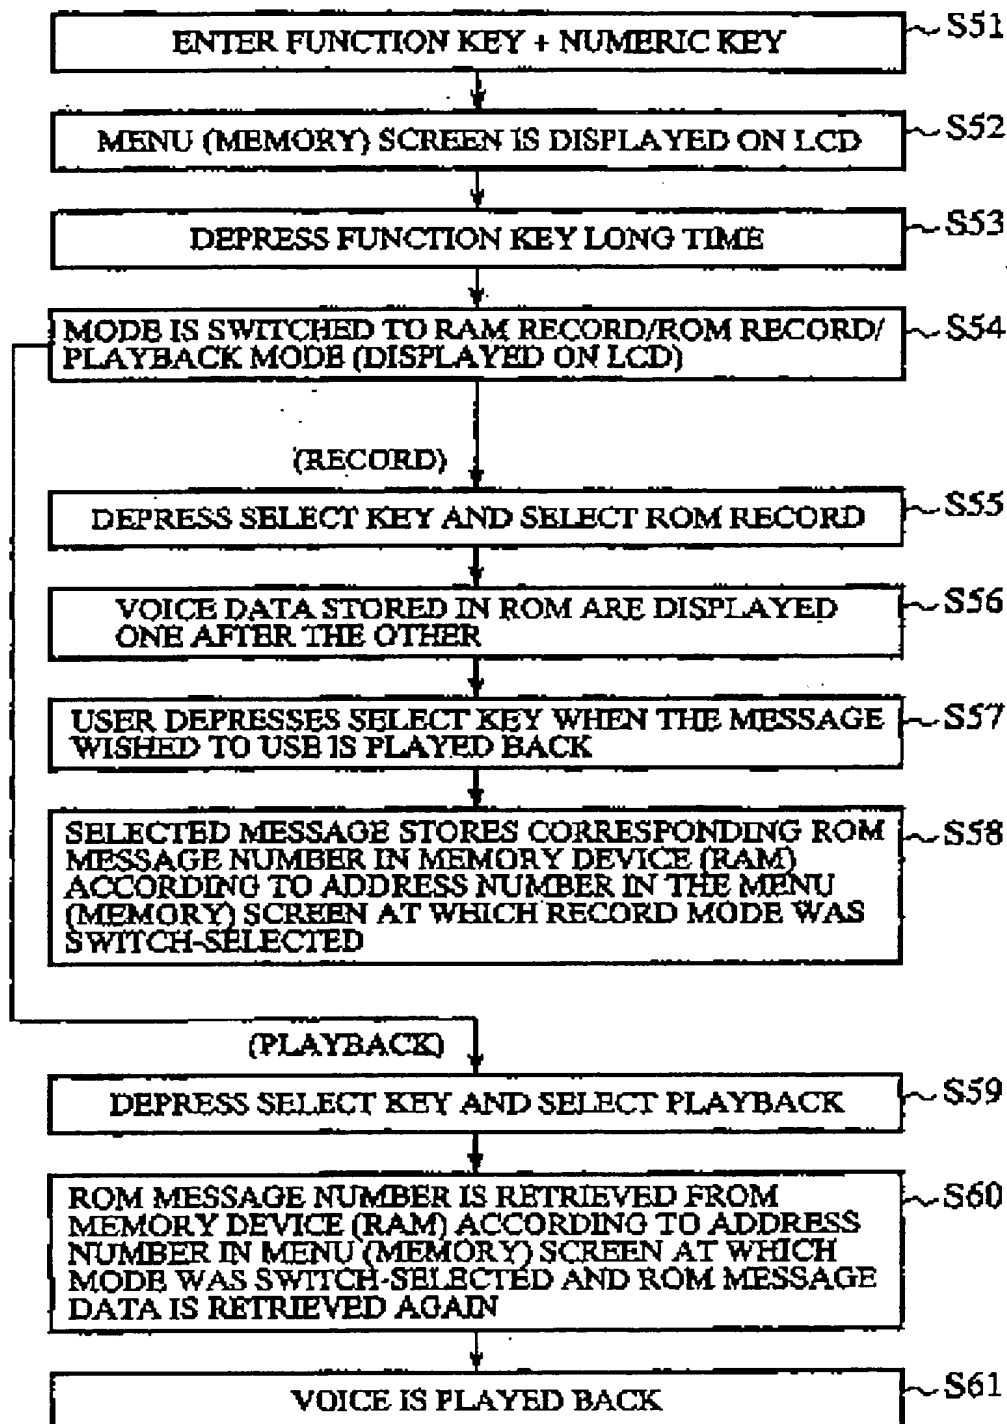 ENTER FUNCTION KEY + NUMERIC KEY
S51
MENU (MEMORY) SCREEN IS DISPLAYED ON LCD
S52
DEPRESS FUNCTION KEY LONG TIME
S53
MODE IS SWITCHED TO RAM RECORD/ROM RECORD/
PLAYBACK MODE (DISPLAYED ON LCD)
S54
(RECORD)
DEPRESS SELECT KEY AND SELECT ROM RECORD
S55
VOICE DATA STORED IN ROM ARE DISPLAYED
ONE AFTER THE OTHER
S56
USER DEPRESSES SELECT KEY WHEN THE MESSAGE
WISHED TO USE IS PLAYED BACK
S57
SELECTED MESSAGE STORES CORRESPONDING ROM
MESSAGE NUMBER IN MEMORY DEVICE (RAM)
ACCORDING TO ADDRESS NUMBER IN THE MENU
(MEMORY) SCREEN AT WHICH RECORD MODE WAS
SWITCH-SELECTED
S58
(PLAYBACK)
DEPRESS SELECT KEY AND SELECT PLAYBACK
S59
ROM MESSAGE NUMBER IS RETRIEVED FROM
MEMORY DEVICE (RAM) ACCORDING TO ADDRESS
NUMBER IN MENU (MEMORY) SCREEN AT WHICH
MODE WAS SWITCH-SELECTED AND ROM MESSAGE
DATA IS RETRIEVED AGAIN
S60
VOICE IS PLAYED BACK
S61